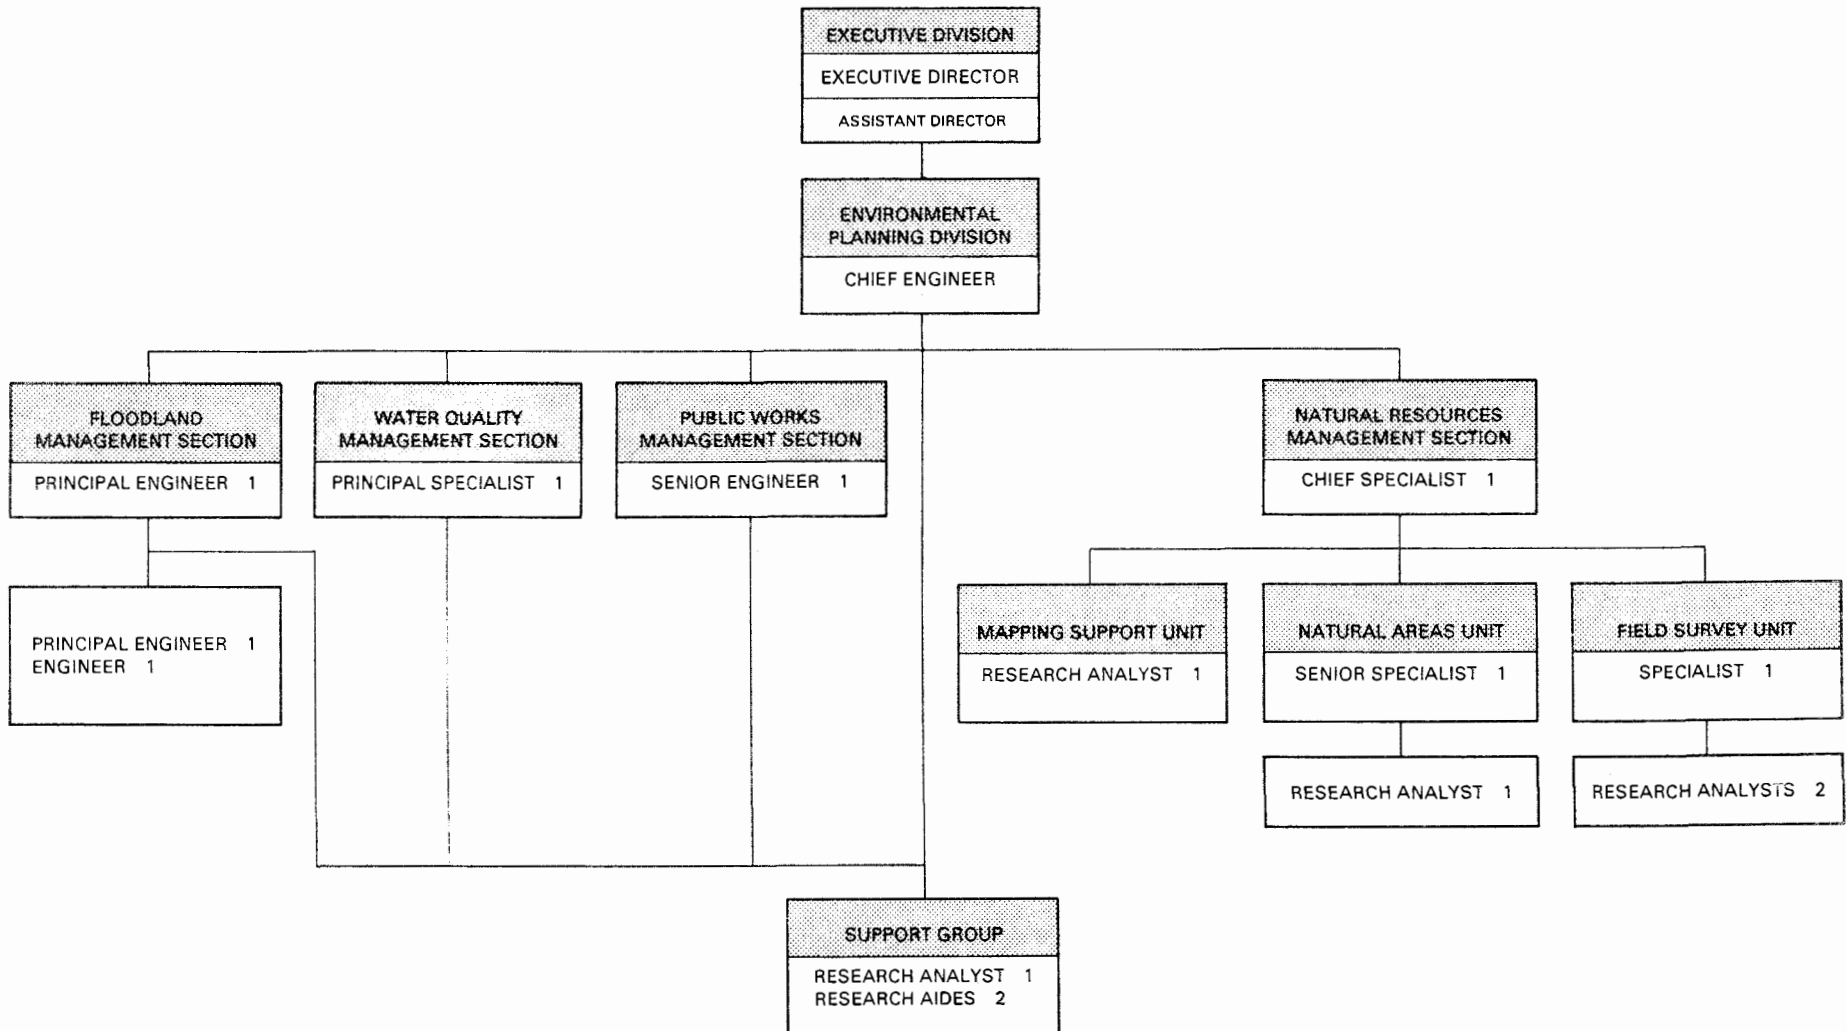 EXECUTIVE DIVISION
EXECUTIVE DIRECTOR
ASSISTANT DIRECTOR
ENVIRONMENTAL
PLANNING DIVISION
CHIEF ENGINEER
FLOODLAND
MANAGEMENT SECTION
PRINCIPAL ENGINEER 1
WATER QUALITY
MANAGEMENT SECTION
PRINCIPAL SPECIALIST 1
PUBLIC WORKS
MANAGEMENT SECTION
SENIOR ENGINEER 1
NATURAL RESOURCES
MANAGEMENT SECTION
CHIEF SPECIALIST 1
PRINCIPAL ENGINEER 1
ENGINEER 1
MAPPING SUPPORT UNIT
RESEARCH ANALYST 1
NATURAL AREAS UNIT
SENIOR SPECIALIST 1
FIELD SURVEY UNIT
SPECIALIST 1
RESEARCH ANALYST 1
RESEARCH ANALYSTS 2
SUPPORT GROUP
RESEARCH ANALYST 1
RESEARCH AIDES 2